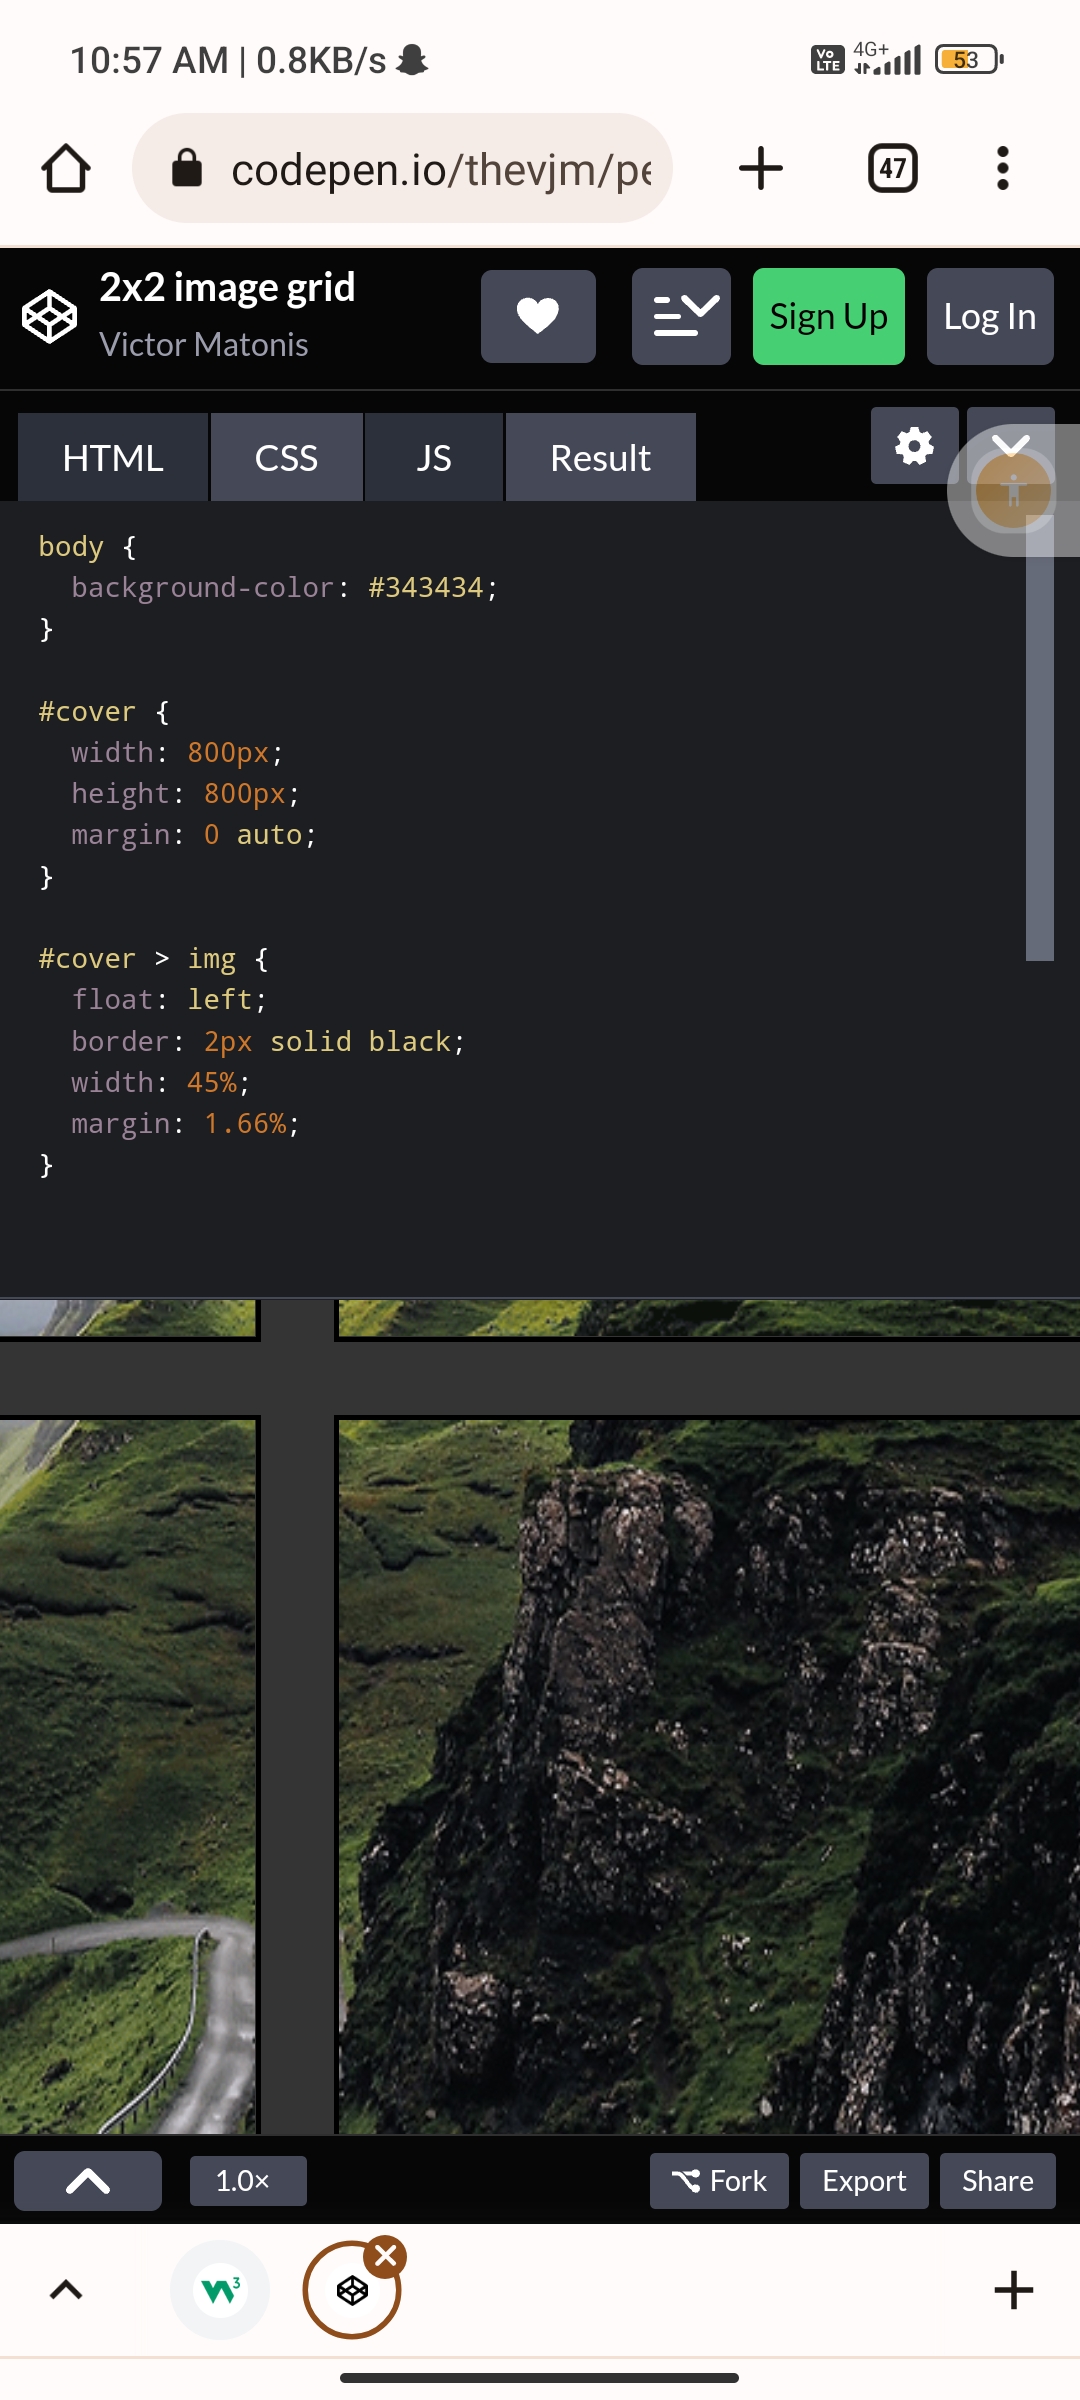 10:57 AM | 0.8KB/s
Vo LTE 4G+ 53
codepen.io/thevjm/pe
47
2x2 image grid
Victor Matonis
Sign Up
Log In
HTML CSS JS Result
body {
  background-color: #343434;
}
#cover {
  width: 800px;
  height: 800px;
  margin: 0 auto;
}
#cover > img {
  float: left;
  border: 2px solid black;
  width: 45%;
  margin: 1.66%;
}
1.0×
Fork
Export
Share
W3